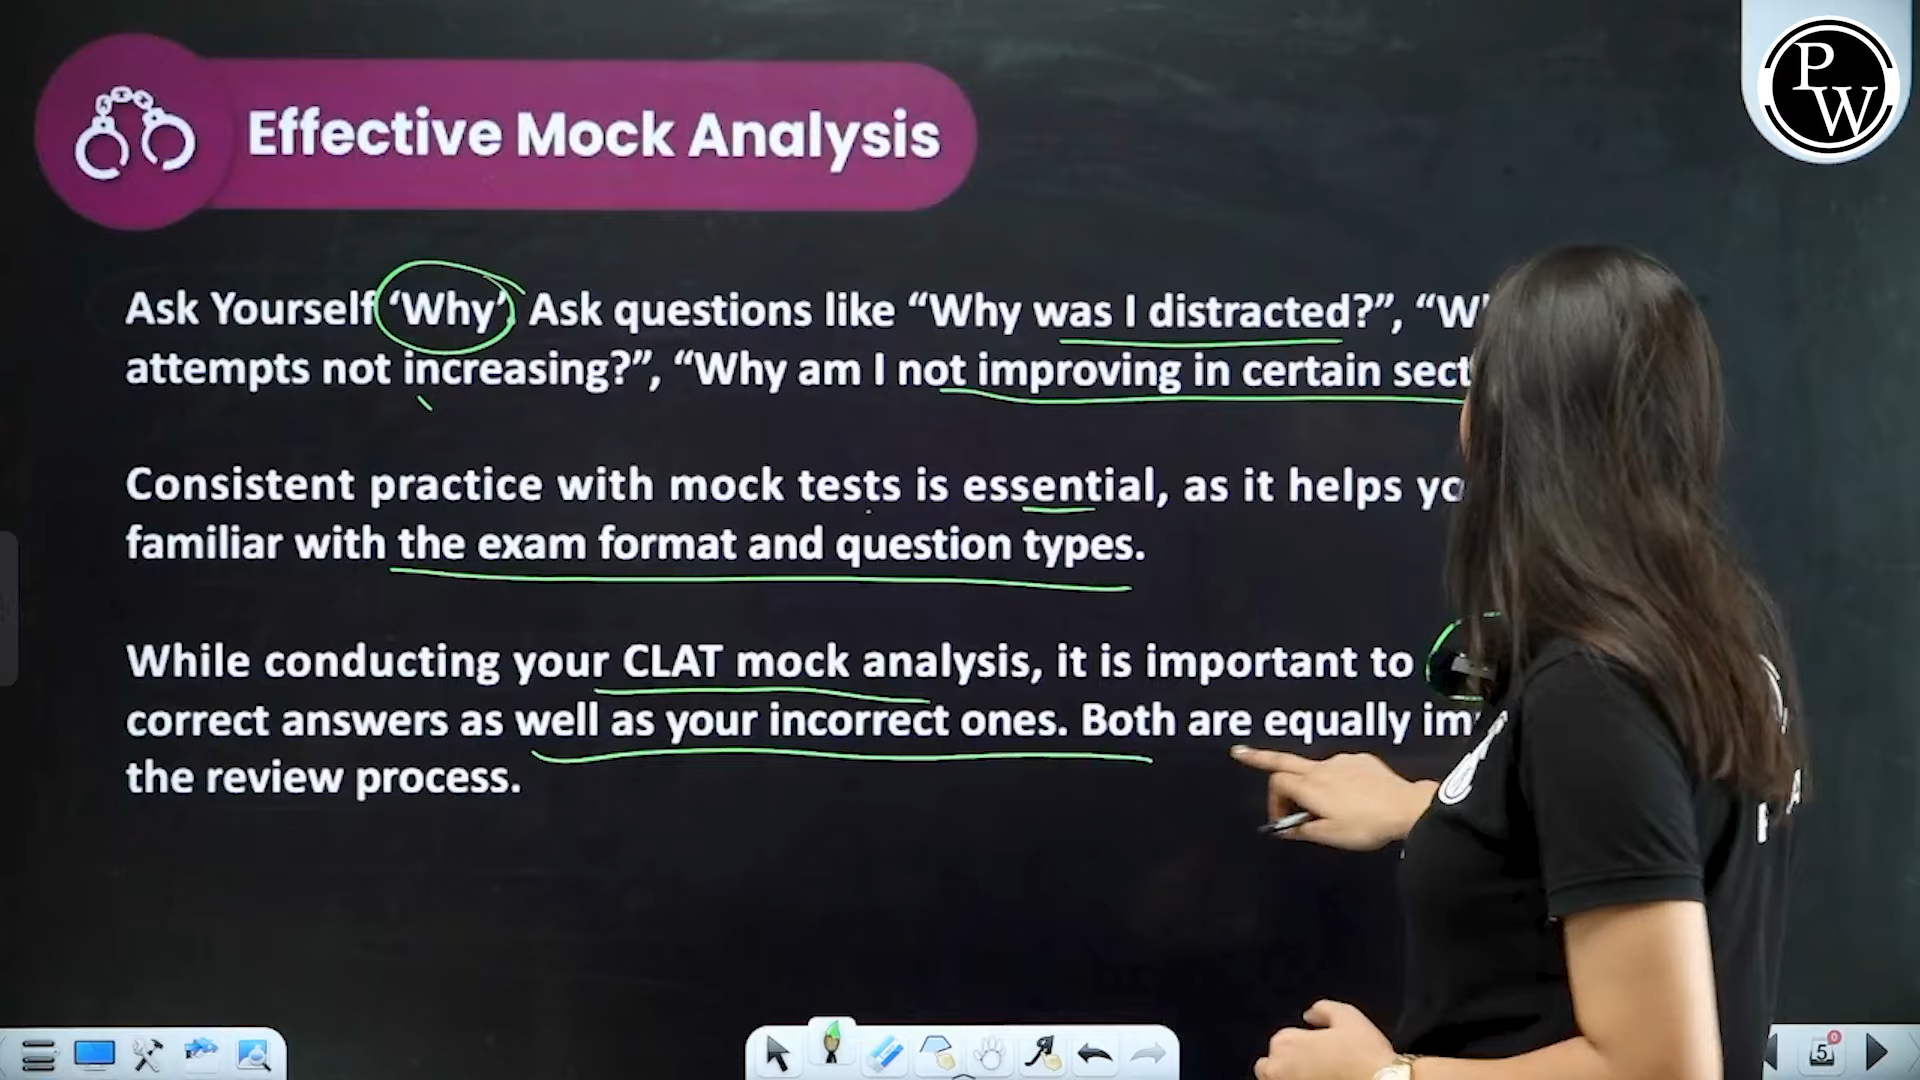 PW
Effective Mock Analysis
Ask Yourself ‘Why’. Ask questions like “Why was I distracted?”, “
attempts not increasing?”, “Why am I not improving in certain
Consistent practice with mock tests is essential, as it helps
familiar with the exam format and question types.
While conducting your CLAT mock analysis, it is important to
correct answers as well as your incorrect ones. Both are equally
the review process.
5
0